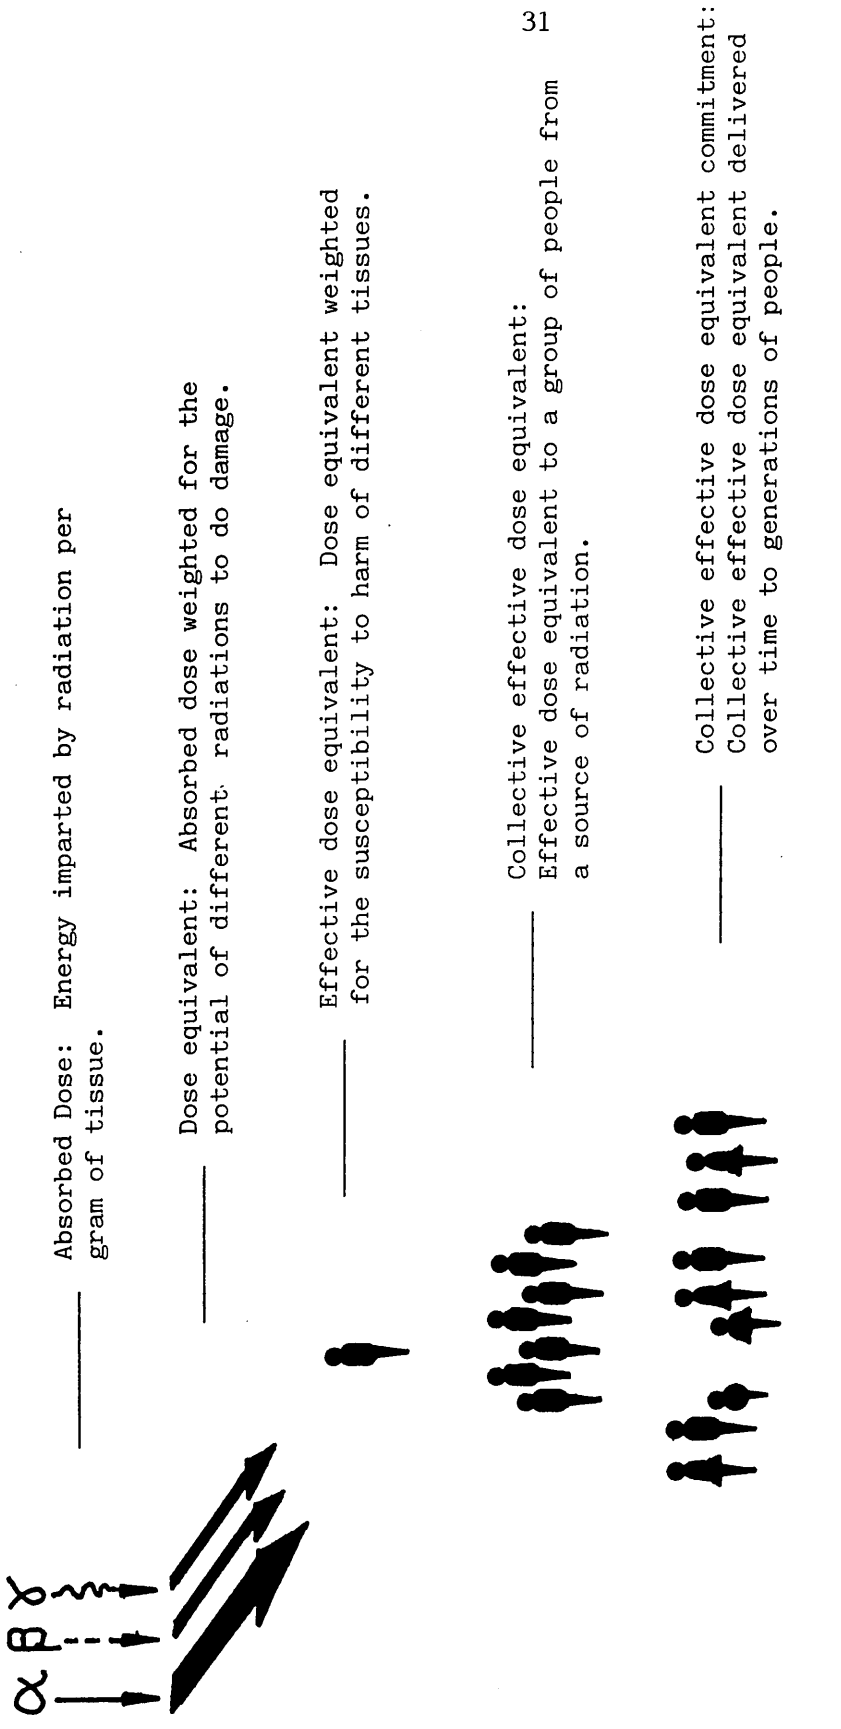 31
α β γ
Absorbed Dose:  Energy imparted by radiation per
gram of tissue.
Dose equivalent:  Absorbed dose weighted for the
potential of different radiations to do damage.
Effective dose equivalent:  Dose equivalent weighted
for the susceptibility to harm of different tissues.
Collective effective dose equivalent:
Effective dose equivalent to a group of people from
a source of radiation.
Collective effective dose equivalent commitment:
Collective effective dose equivalent delivered
over time to generations of people.